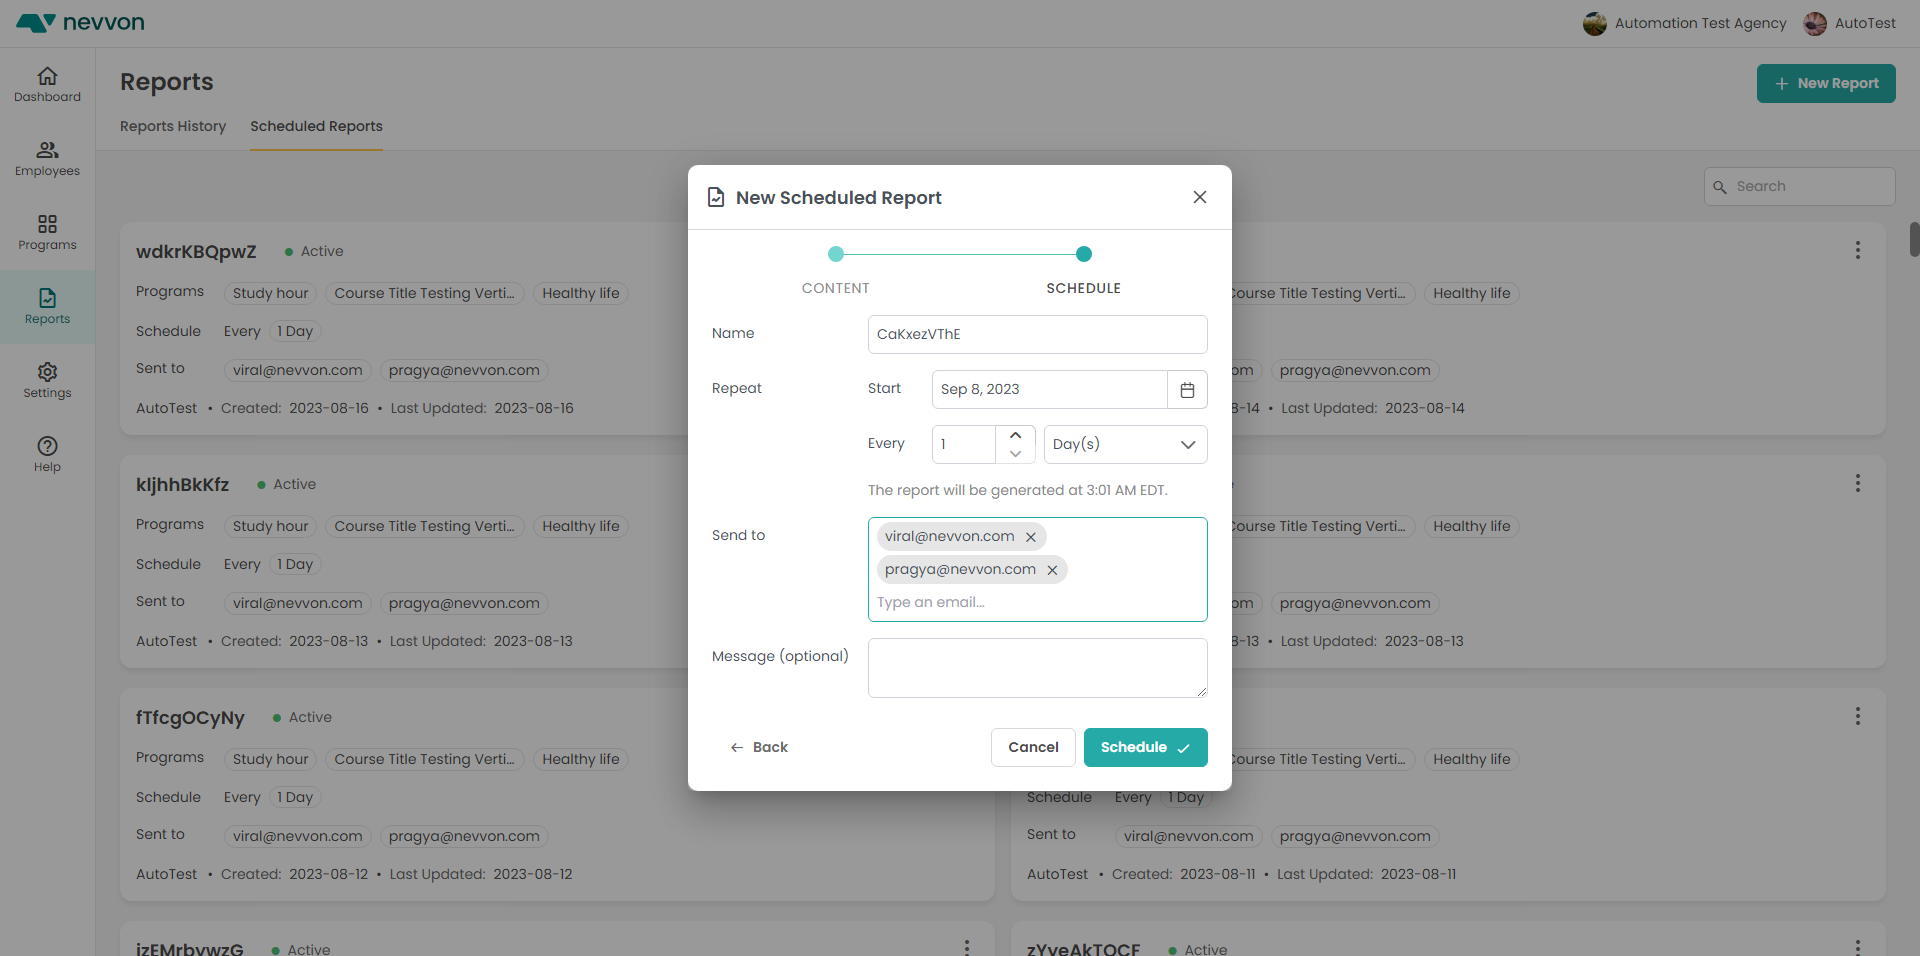 nevvon
Automation Test Agency AutoTest
Dashboard
Employees
Programs
Reports
Settings
Help
Reports
+ New Report
Reports History Scheduled Reports
Search
wdkrKBQpwZ Active
Programs Study hour Course Title Testing Verti... Healthy life
Schedule Every 1 Day
Sent to viral@nevvon.com pragya@nevvon.com
AutoTest • Created: 2023-08-16 • Last Updated: 2023-08-16
Course Title Testing Verti... Healthy life
om pragya@nevvon.com
8-14 • Last Updated: 2023-08-14
kljhhBkKfz Active
Programs Study hour Course Title Testing Verti... Healthy life
Schedule Every 1 Day
Sent to viral@nevvon.com pragya@nevvon.com
AutoTest • Created: 2023-08-13 • Last Updated: 2023-08-13
Course Title Testing Verti... Healthy life
om pragya@nevvon.com
8-13 • Last Updated: 2023-08-13
fTfcgOCyNy Active
Programs Study hour Course Title Testing Verti... Healthy life
Schedule Every 1 Day
Sent to viral@nevvon.com pragya@nevvon.com
AutoTest • Created: 2023-08-12 • Last Updated: 2023-08-12
Course Title Testing Verti... Healthy life
Schedule Every 1 Day
Sent to viral@nevvon.com pragya@nevvon.com
AutoTest • Created: 2023-08-11 • Last Updated: 2023-08-11
izEMrbvwzG Active
zYveAkTQCF Active
New Scheduled Report
CONTENT SCHEDULE
Name CaKxezVThE
Repeat Start Sep 8, 2023
Every 1 Day(s)
The report will be generated at 3:01 AM EDT.
Send to viral@nevvon.com
pragya@nevvon.com
Type an email...
Message (optional)
Back Cancel Schedule